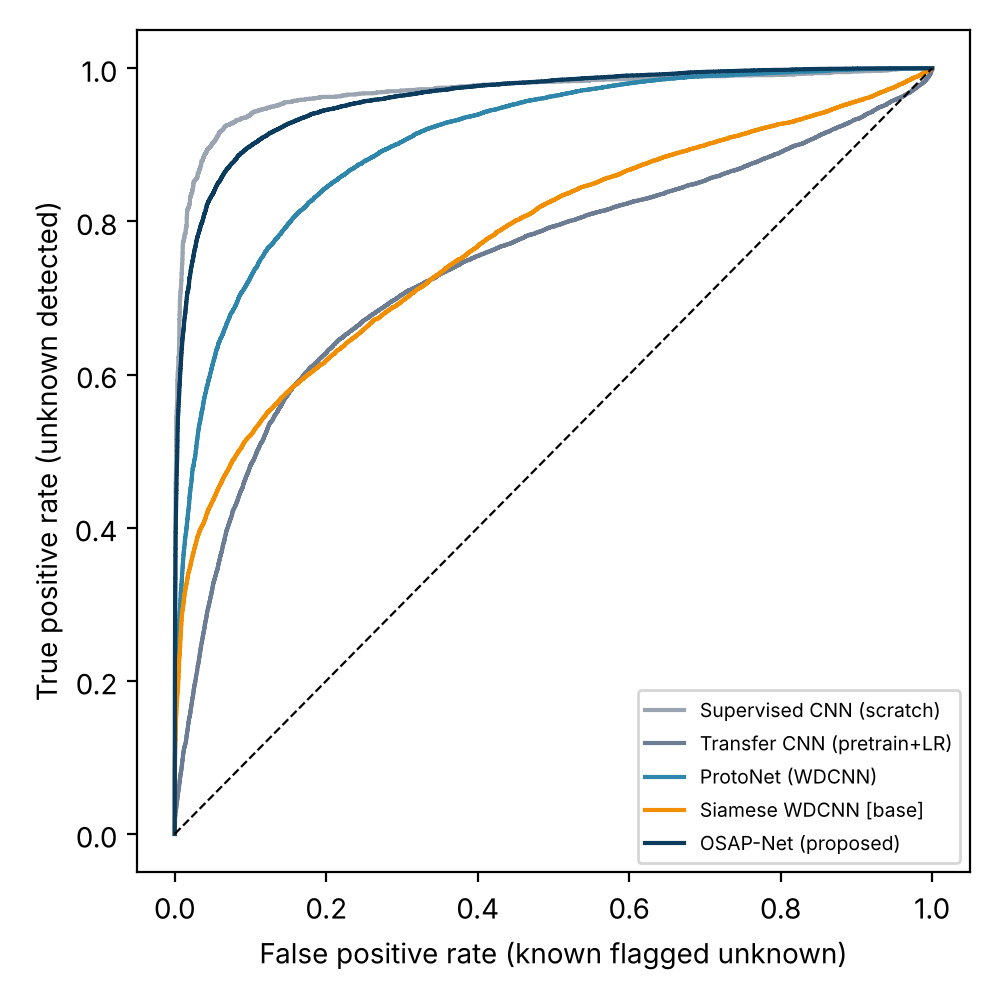 1.0
0.8
0.6
0.4
0.2
0.0
True positive rate (unknown detected)
Supervised CNN (scratch)
Transfer CNN (pretrain+LR)
ProtoNet (WDCNN)
Siamese WDCNN [base]
OSAP-Net (proposed)
0.0 0.2 0.4 0.6 0.8 1.0
False positive rate (known flagged unknown)